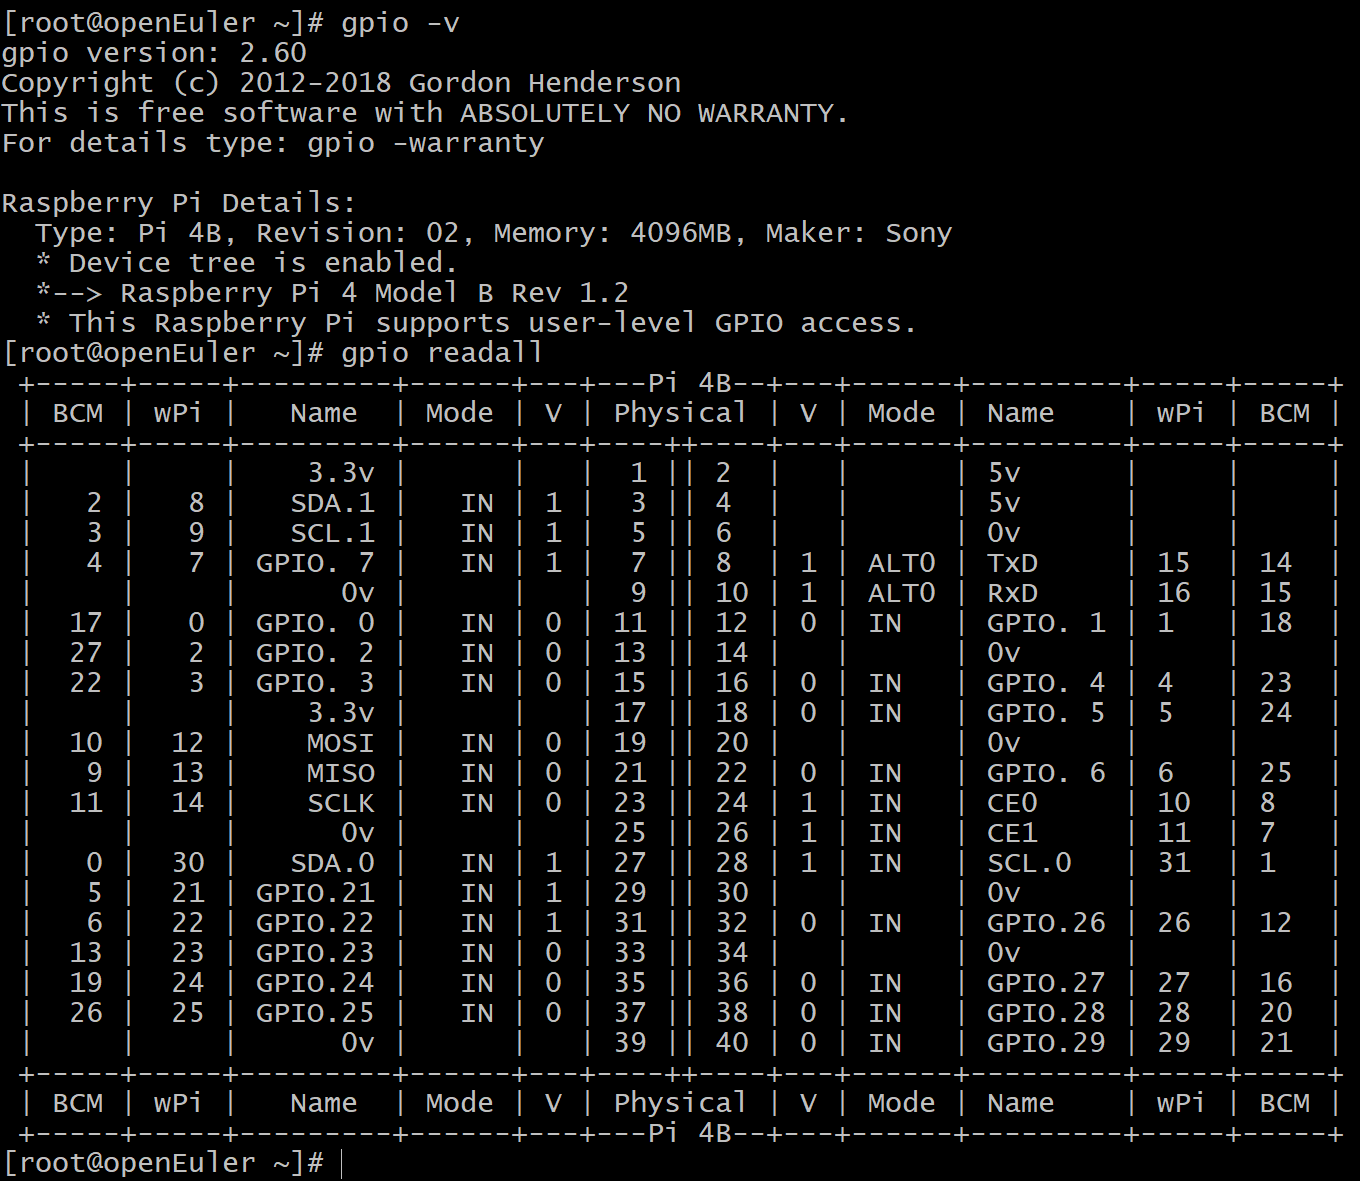 [root@openEuler ~]# gpio -v
gpio version: 2.60
Copyright (c) 2012-2018 Gordon Henderson
This is free software with ABSOLUTELY NO WARRANTY.
For details type: gpio -warranty

Raspberry Pi Details:
  Type: Pi 4B, Revision: 02, Memory: 4096MB, Maker: Sony
  * Device tree is enabled.
  *--> Raspberry Pi 4 Model B Rev 1.2
  * This Raspberry Pi supports user-level GPIO access.
[root@openEuler ~]# gpio readall
 +-----+-----+---------+------+---+---Pi 4B--+---+------+---------+-----+-----+
 | BCM | wPi |   Name  | Mode | V | Physical | V | Mode | Name    | wPi | BCM |
 +-----+-----+---------+------+---+----++----+---+------+---------+-----+-----+
 |     |     |    3.3v |      |   |  1 || 2  |   |      | 5v      |     |     |
 |   2 |   8 |   SDA.1 |   IN | 1 |  3 || 4  |   |      | 5v      |     |     |
 |   3 |   9 |   SCL.1 |   IN | 1 |  5 || 6  |   |      | 0v      |     |     |
 |   4 |   7 | GPIO. 7 |   IN | 1 |  7 || 8  | 1 | ALT0 | TxD     | 15  | 14  |
 |     |     |      0v |      |   |  9 || 10 | 1 | ALT0 | RxD     | 16  | 15  |
 |  17 |   0 | GPIO. 0 |   IN | 0 | 11 || 12 | 0 | IN   | GPIO. 1 | 1   | 18  |
 |  27 |   2 | GPIO. 2 |   IN | 0 | 13 || 14 |   |      | 0v      |     |     |
 |  22 |   3 | GPIO. 3 |   IN | 0 | 15 || 16 | 0 | IN   | GPIO. 4 | 4   | 23  |
 |     |     |    3.3v |      |   | 17 || 18 | 0 | IN   | GPIO. 5 | 5   | 24  |
 |  10 |  12 |    MOSI |   IN | 0 | 19 || 20 |   |      | 0v      |     |     |
 |   9 |  13 |    MISO |   IN | 0 | 21 || 22 | 0 | IN   | GPIO. 6 | 6   | 25  |
 |  11 |  14 |    SCLK |   IN | 0 | 23 || 24 | 1 | IN   | CE0     | 10  | 8   |
 |     |     |      0v |      |   | 25 || 26 | 1 | IN   | CE1     | 11  | 7   |
 |   0 |  30 |   SDA.0 |   IN | 1 | 27 || 28 | 1 | IN   | SCL.0   | 31  | 1   |
 |   5 |  21 | GPIO.21 |   IN | 1 | 29 || 30 |   |      | 0v      |     |     |
 |   6 |  22 | GPIO.22 |   IN | 1 | 31 || 32 | 0 | IN   | GPIO.26 | 26  | 12  |
 |  13 |  23 | GPIO.23 |   IN | 0 | 33 || 34 |   |      | 0v      |     |     |
 |  19 |  24 | GPIO.24 |   IN | 0 | 35 || 36 | 0 | IN   | GPIO.27 | 27  | 16  |
 |  26 |  25 | GPIO.25 |   IN | 0 | 37 || 38 | 0 | IN   | GPIO.28 | 28  | 20  |
 |     |     |      0v |      |   | 39 || 40 | 0 | IN   | GPIO.29 | 29  | 21  |
 +-----+-----+---------+------+---+----++----+---+------+---------+-----+-----+
 | BCM | wPi |   Name  | Mode | V | Physical | V | Mode | Name    | wPi | BCM |
 +-----+-----+---------+------+---+---Pi 4B--+---+------+---------+-----+-----+
[root@openEuler ~]#